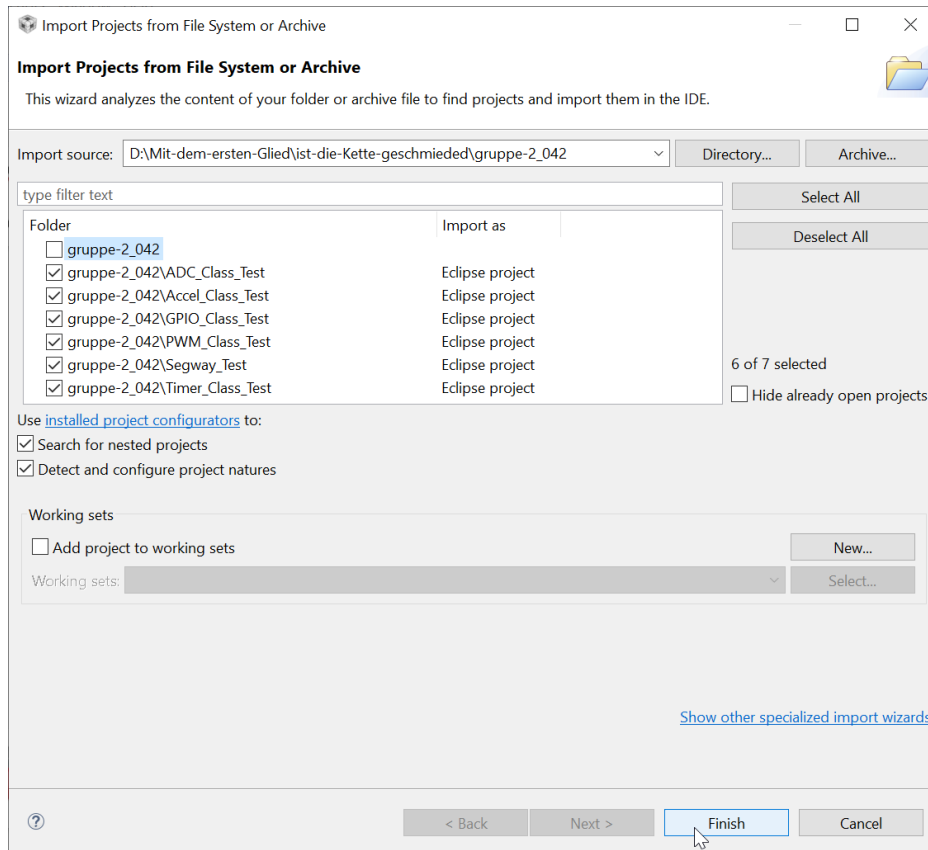 Import Projects from File System or Archive
Import Projects from File System or Archive
This wizard analyzes the content of your folder or archive file to find projects and import them in the IDE.
Import source: D:\Mit-dem-ersten-Glied\ist-die-Kette-geschmieded\gruppe-2_042 Directory... Archive...
type filter text Select All
Folder Import as
Deselect All
gruppe-2_042
gruppe-2_042\ADC_Class_Test Eclipse project
gruppe-2_042\Accel_Class_Test Eclipse project
gruppe-2_042\GPIO_Class_Test Eclipse project
gruppe-2_042\PWM_Class_Test Eclipse project
gruppe-2_042\Segway_Test Eclipse project 6 of 7 selected
gruppe-2_042\Timer_Class_Test Eclipse project
Hide already open projects
Use installed project configurators to:
Search for nested projects
Detect and configure project natures
Working sets
Add project to working sets New...
Working sets: Select...
Show other specialized import wizards
? < Back Next > Finish Cancel